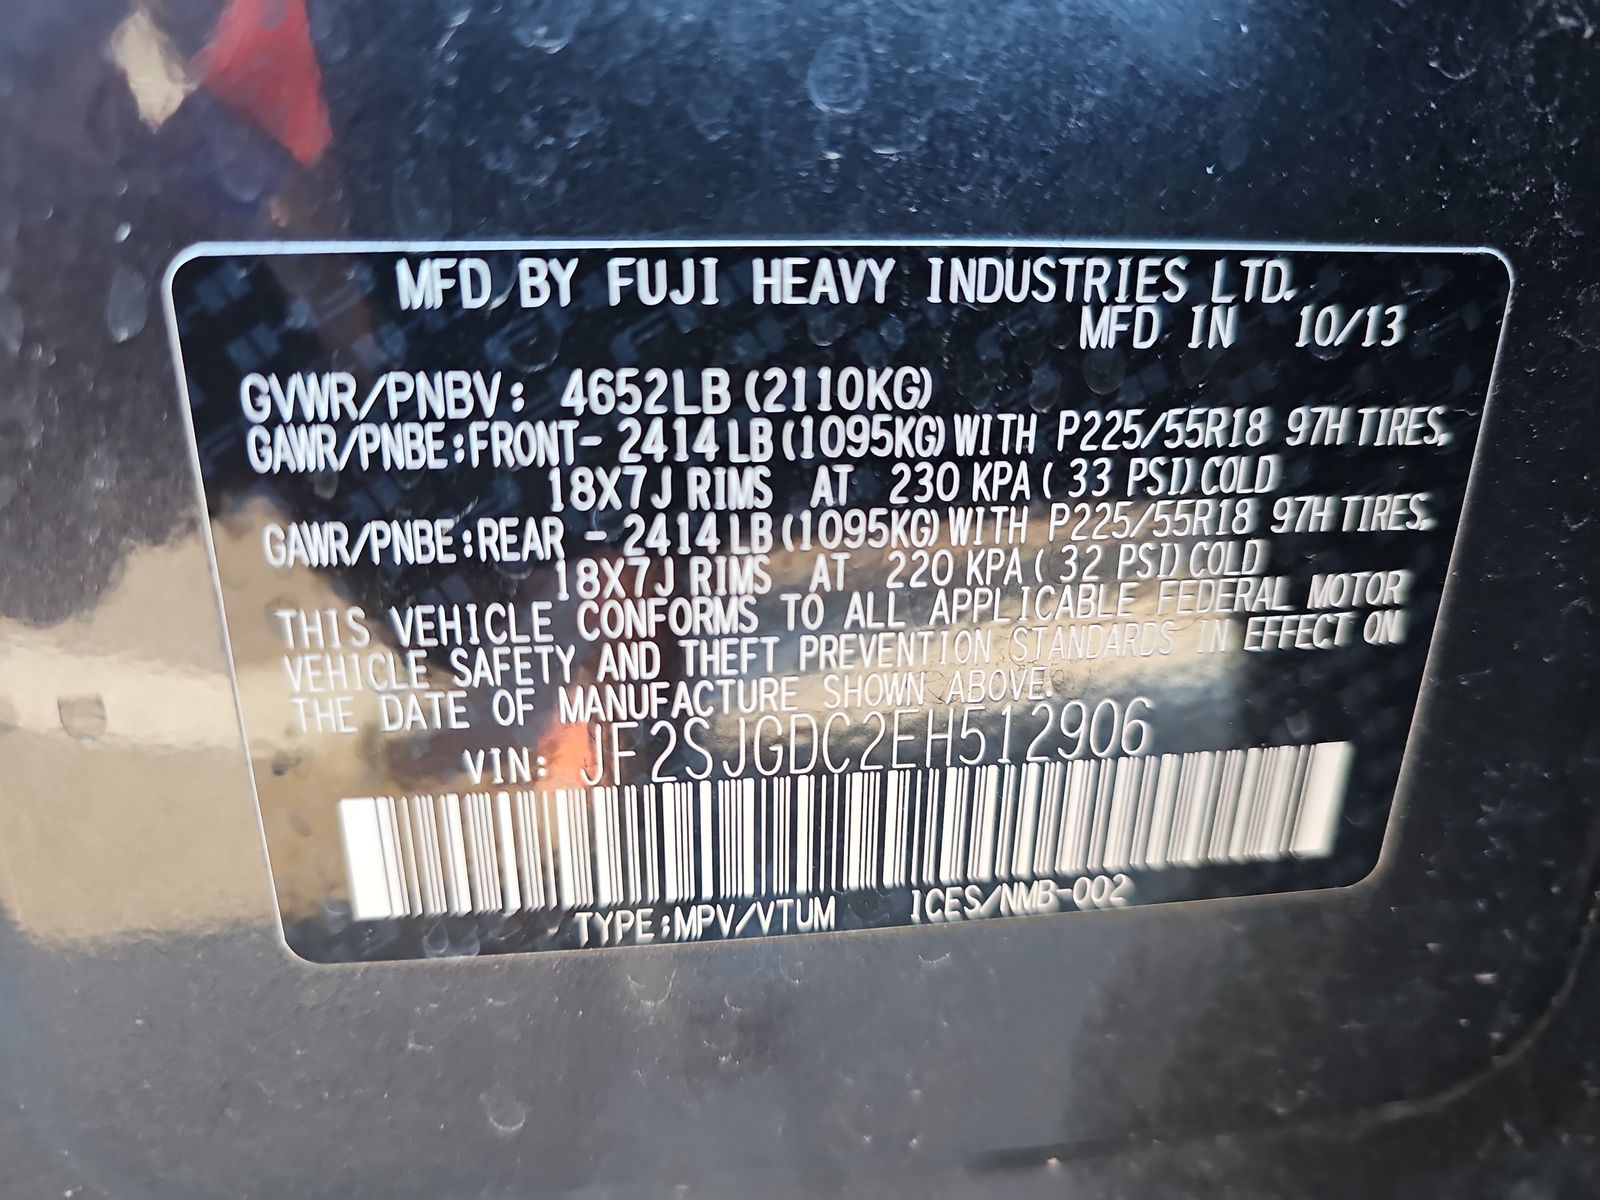 MFD. BY FUJI HEAVY INDUSTRIES LTD.
MFD IN 10/13
GVWR/PNBV: 4652LB (2110KG)
GAWR/PNBE:FRONT- 2414LB (1095KG) WITH P225/55R18 97H TIRES,
18X7J RIMS AT 230 KPA ( 33 PSI) COLD
GAWR/PNBE:REAR - 2414LB (1095KG) WITH P225/55R18 97H TIRES,
18X7J RIMS AT 220 KPA ( 32 PSI) COLD
THIS VEHICLE CONFORMS TO ALL APPLICABLE FEDERAL MOTOR
VEHICLE SAFETY AND THEFT PREVENTION STANDARDS IN EFFECT ON
THE DATE OF MANUFACTURE SHOWN ABOVE.
VIN: JF2SJGDC2EH512906
TYPE:MPV/VTUM ICES/NMB-002